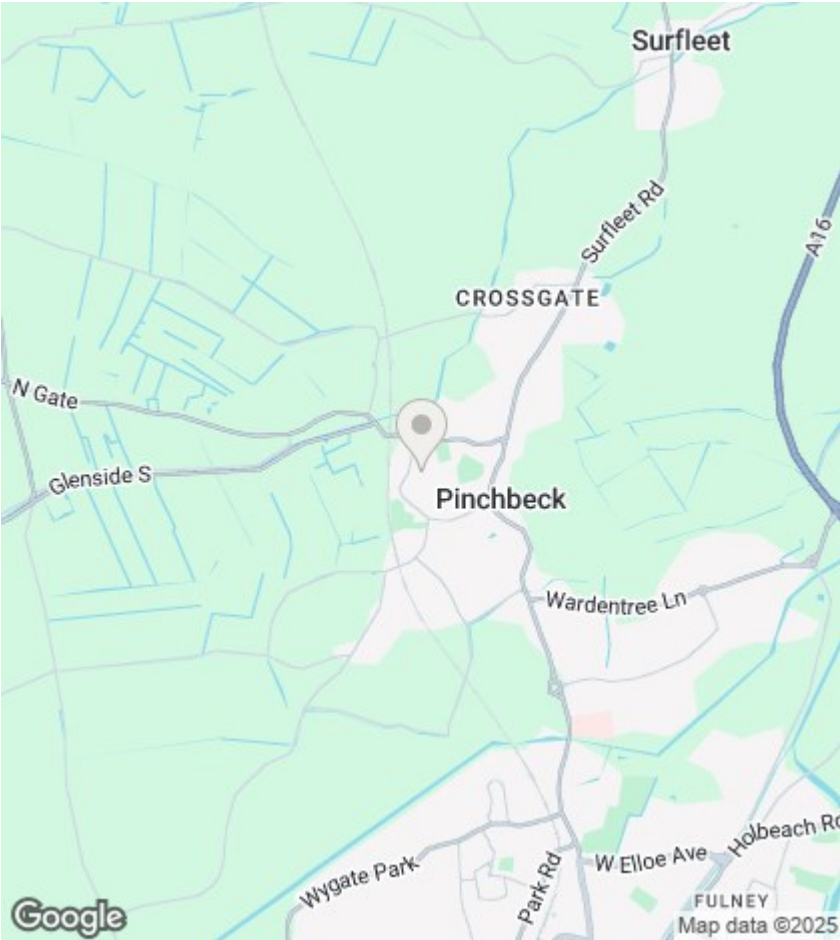 Surfleet
Surfleet Rd
A16
CROSSGATE
N Gate
Glenside S
Pinchbeck
Wardentree Ln
Holbeach Ro
W Elloe Ave
Wygate Park
Park Rd
FULNEY
Google
Map data ©2025